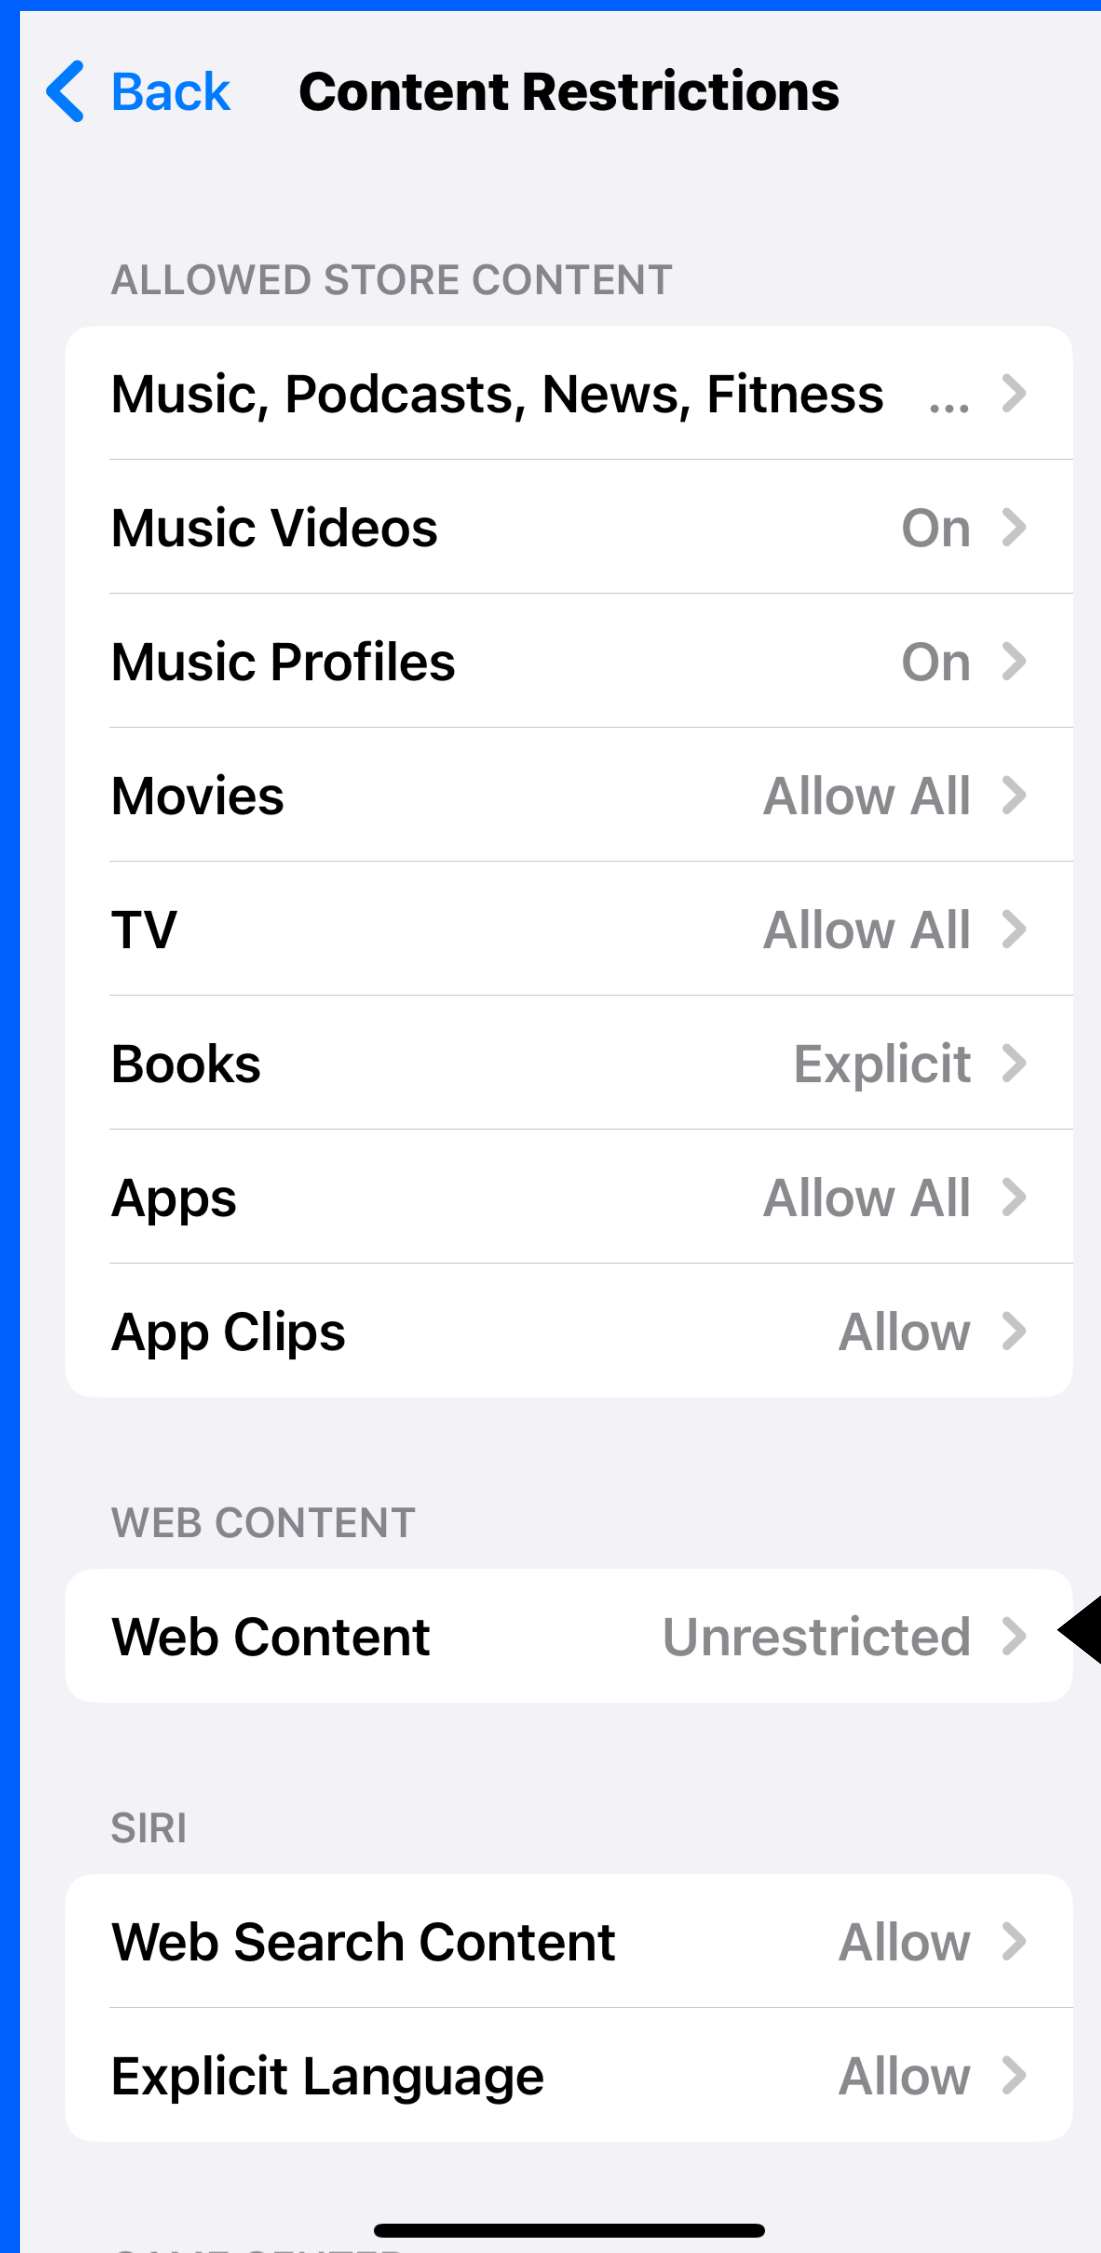 Back Content Restrictions
ALLOWED STORE CONTENT
Music, Podcasts, News, Fitness ...
Music Videos On
Music Profiles On
Movies Allow All
TV Allow All
Books Explicit
Apps Allow All
App Clips Allow
WEB CONTENT
Web Content Unrestricted
SIRI
Web Search Content Allow
Explicit Language Allow